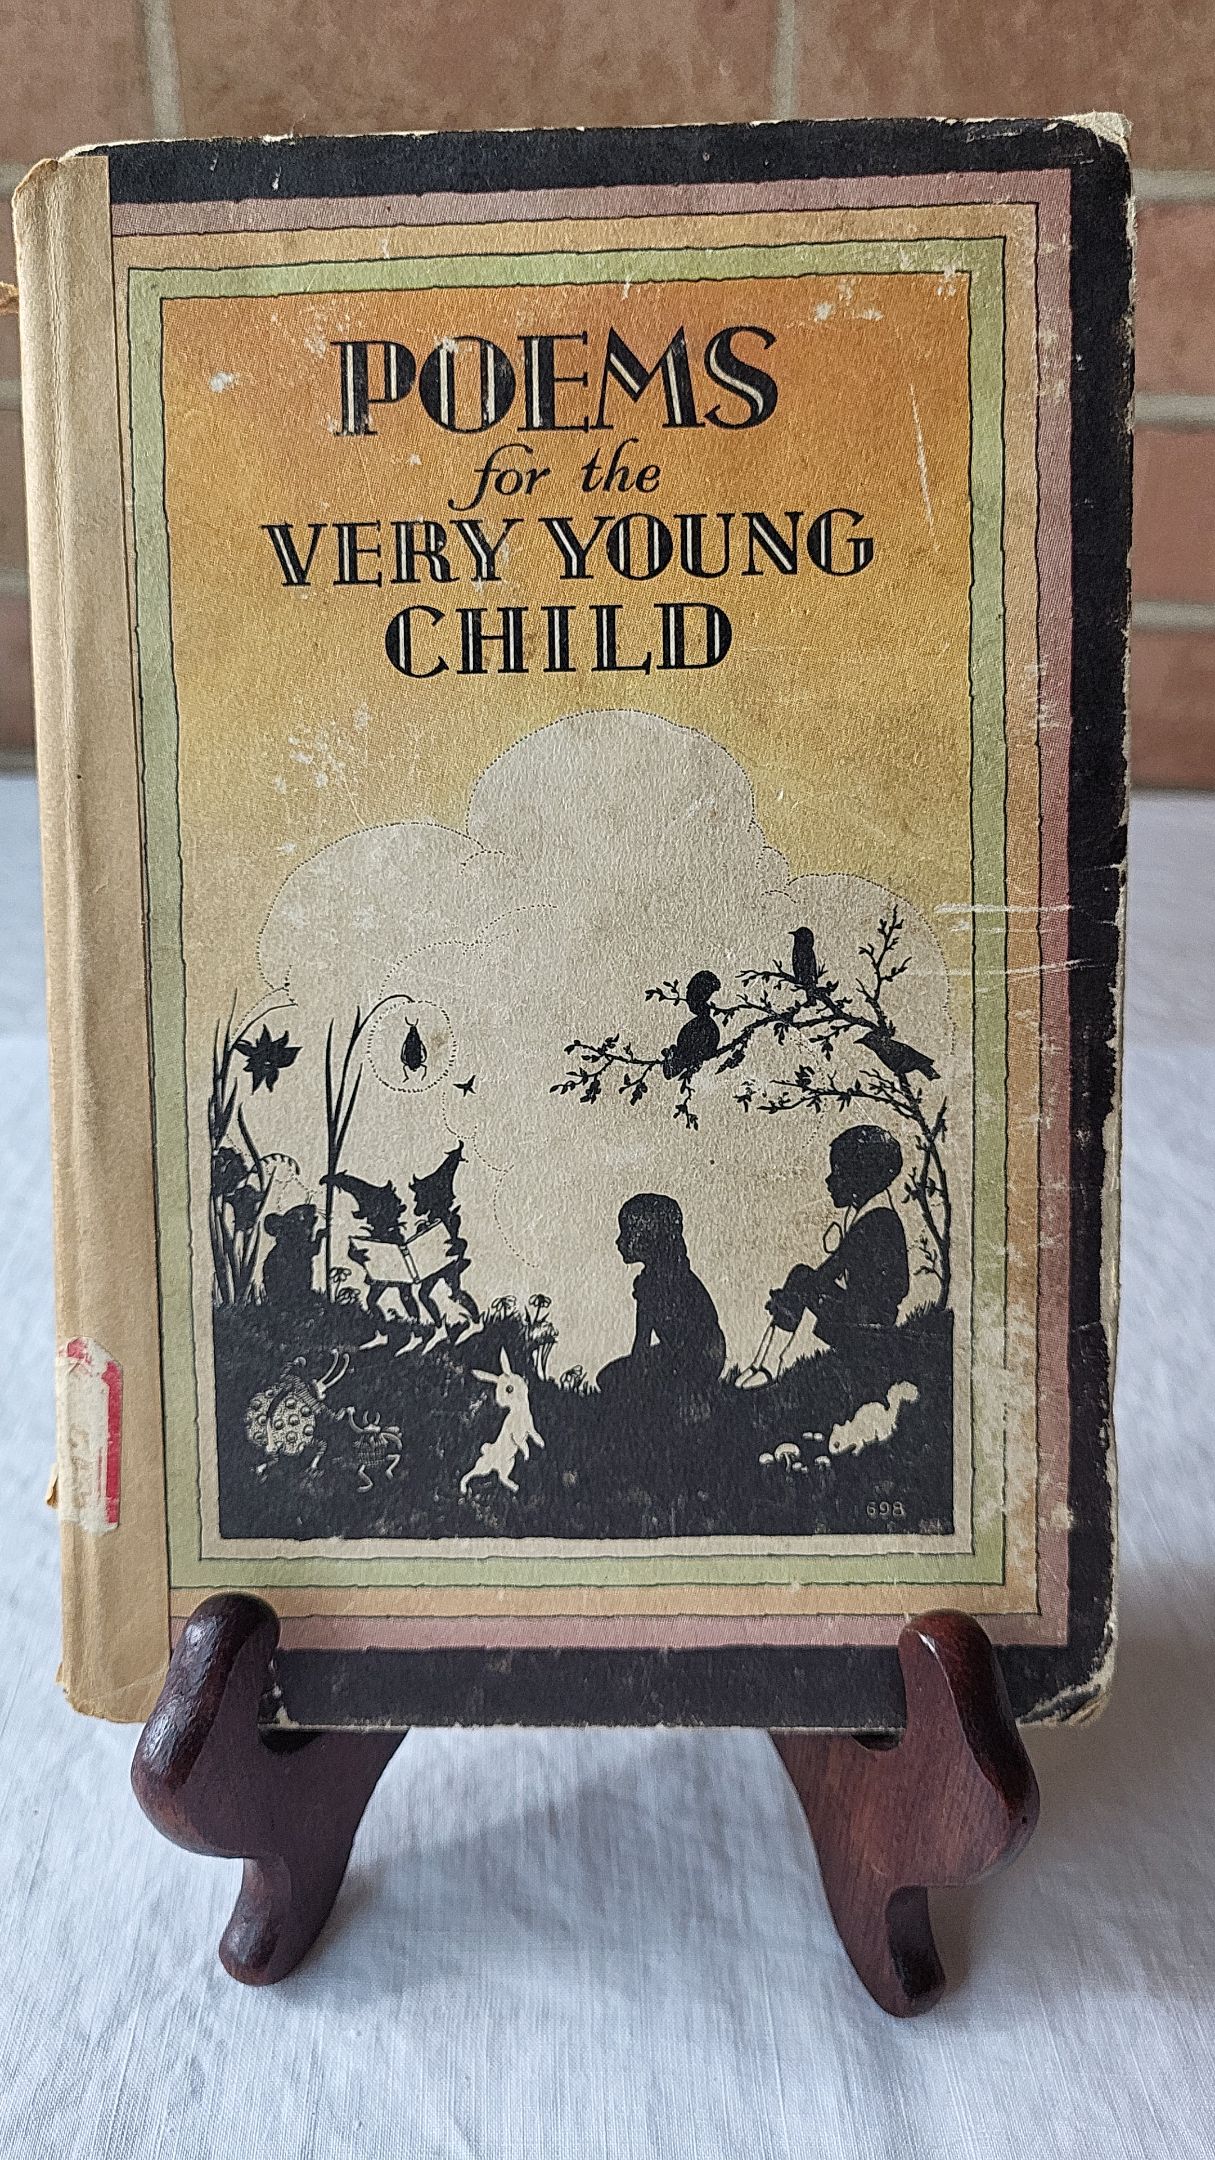 POEMS
for the
VERY YOUNG
CHILD
698